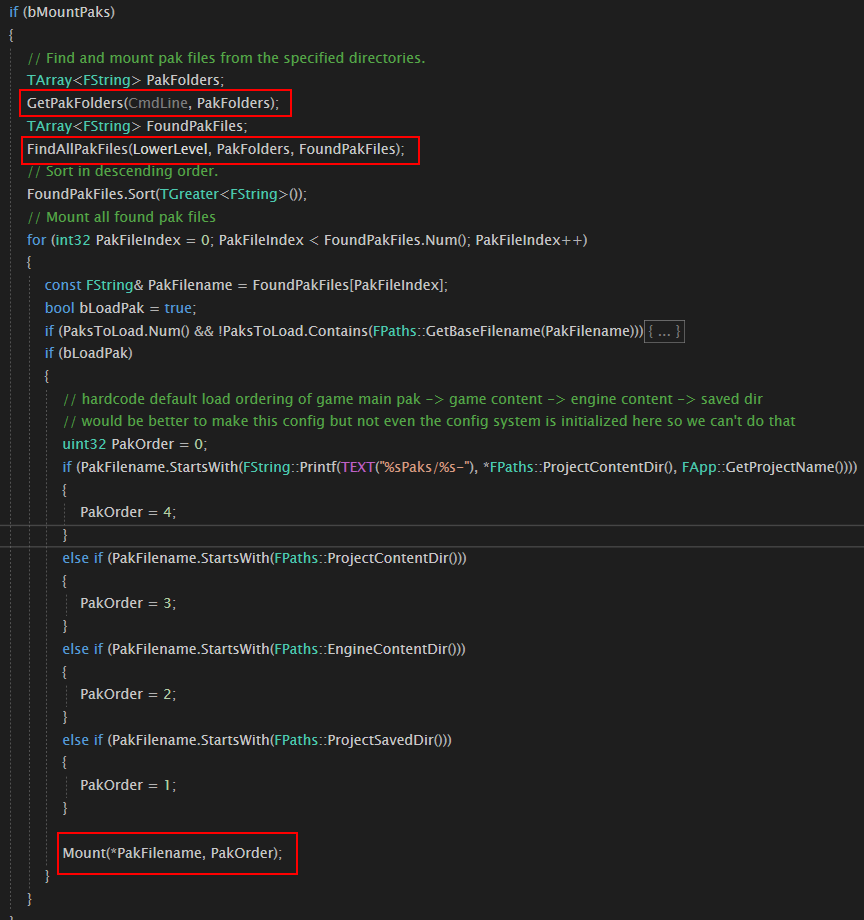 if (bMountPaks)
{
// Find and mount pak files from the specified directories.
TArray<FString> PakFolders;
GetPakFolders(CmdLine, PakFolders);
TArray<FString> FoundPakFiles;
FindAllPakFiles(LowerLevel, PakFolders, FoundPakFiles);
// Sort in descending order.
FoundPakFiles.Sort(TGreater<FString>());
// Mount all found pak files
for (int32 PakFileIndex = 0; PakFileIndex < FoundPakFiles.Num(); PakFileIndex++)
{
const FString& PakFilename = FoundPakFiles[PakFileIndex];
bool bLoadPak = true;
if (PaksToLoad.Num() && !PaksToLoad.Contains(FPaths::GetBaseFilename(PakFilename))){ ... }
if (bLoadPak)
{
// hardcode default load ordering of game main pak -> game content -> engine content -> saved dir
// would be better to make this config but not even the config system is initialized here so we can't do that
uint32 PakOrder = 0;
if (PakFilename.StartsWith(FString::Printf(TEXT("%sPaks/%s-"), *FPaths::ProjectContentDir(), FApp::GetProjectName())))
{
PakOrder = 4;
}
else if (PakFilename.StartsWith(FPaths::ProjectContentDir()))
{
PakOrder = 3;
}
else if (PakFilename.StartsWith(FPaths::EngineContentDir()))
{
PakOrder = 2;
}
else if (PakFilename.StartsWith(FPaths::ProjectSavedDir()))
{
PakOrder = 1;
}
Mount(*PakFilename, PakOrder);
}
}
}